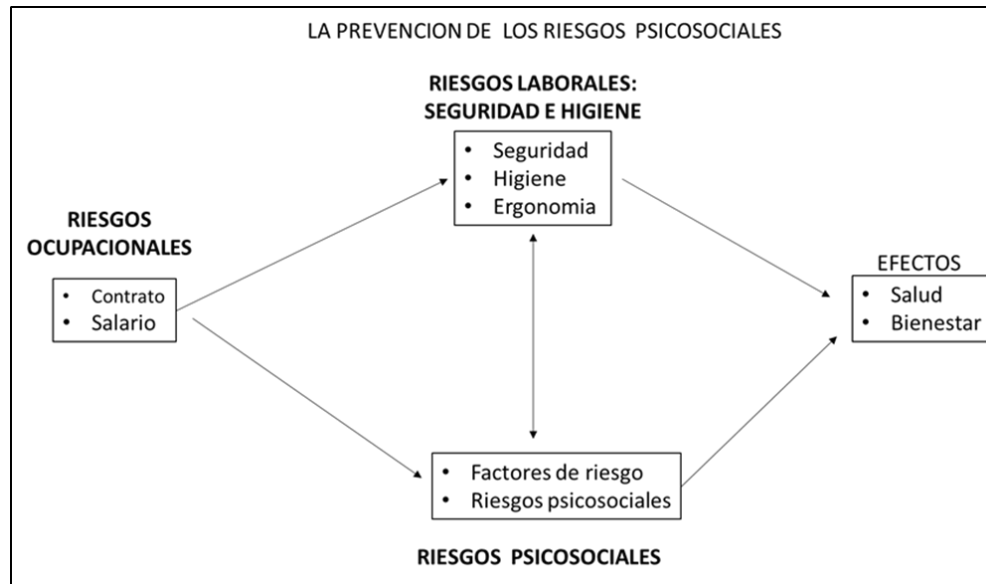 LA PREVENCION DE LOS RIESGOS PSICOSOCIALES
RIESGOS LABORALES:
SEGURIDAD E HIGIENE
• Seguridad
• Higiene
• Ergonomia
RIESGOS
OCUPACIONALES
• Contrato
• Salario
EFECTOS
• Salud
• Bienestar
• Factores de riesgo
• Riesgos psicosociales
RIESGOS PSICOSOCIALES